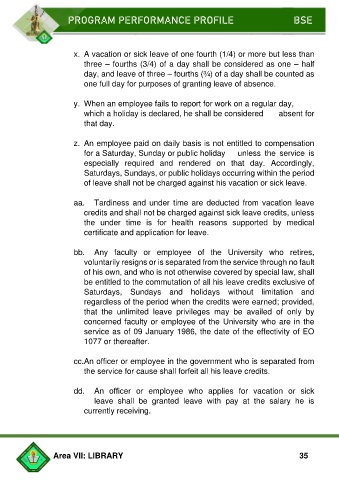 PROGRAM PERFORMANCE PROFILE BSE
x. A vacation or sick leave of one fourth (1/4) or more but less than
three – fourths (3/4) of a day shall be considered as one – half
day, and leave of three – fourths (¾) of a day shall be counted as
one full day for purposes of granting leave of absence.
y. When an employee fails to report for work on a regular day,
which a holiday is declared, he shall be considered absent for
that day.
z. An employee paid on daily basis is not entitled to compensation
for a Saturday, Sunday or public holiday unless the service is
especially required and rendered on that day. Accordingly,
Saturdays, Sundays, or public holidays occurring within the period
of leave shall not be charged against his vacation or sick leave.
aa. Tardiness and under time are deducted from vacation leave
credits and shall not be charged against sick leave credits, unless
the under time is for health reasons supported by medical
certificate and application for leave.
bb. Any faculty or employee of the University who retires,
voluntarily resigns or is separated from the service through no fault
of his own, and who is not otherwise covered by special law, shall
be entitled to the commutation of all his leave credits exclusive of
Saturdays, Sundays and holidays without limitation and
regardless of the period when the credits were earned; provided,
that the unlimited leave privileges may be availed of only by
concerned faculty or employee of the University who are in the
service as of 09 January 1986, the date of the effectivity of EO
1077 or thereafter.
cc.An officer or employee in the government who is separated from
the service for cause shall forfeit all his leave credits.
dd. An officer or employee who applies for vacation or sick
leave shall be granted leave with pay at the salary he is
currently receiving.
Area VII: LIBRARY 35